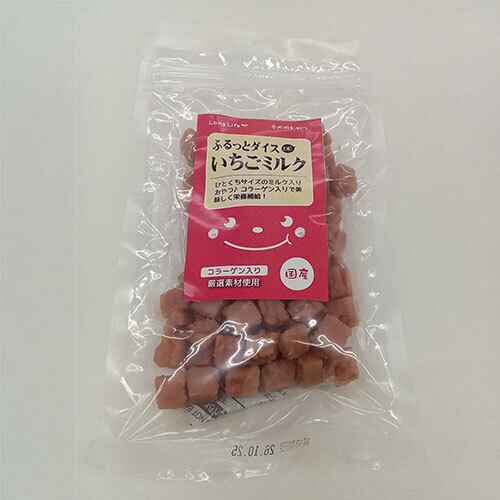 LongLife
ふるっとダイス
いちごミルク
ひとくちサイズのミルク入り
おやつ♪コラーゲン入りで美
味しく栄養補給！
コラーゲン入り
厳選素材使用
国産
26.10.25